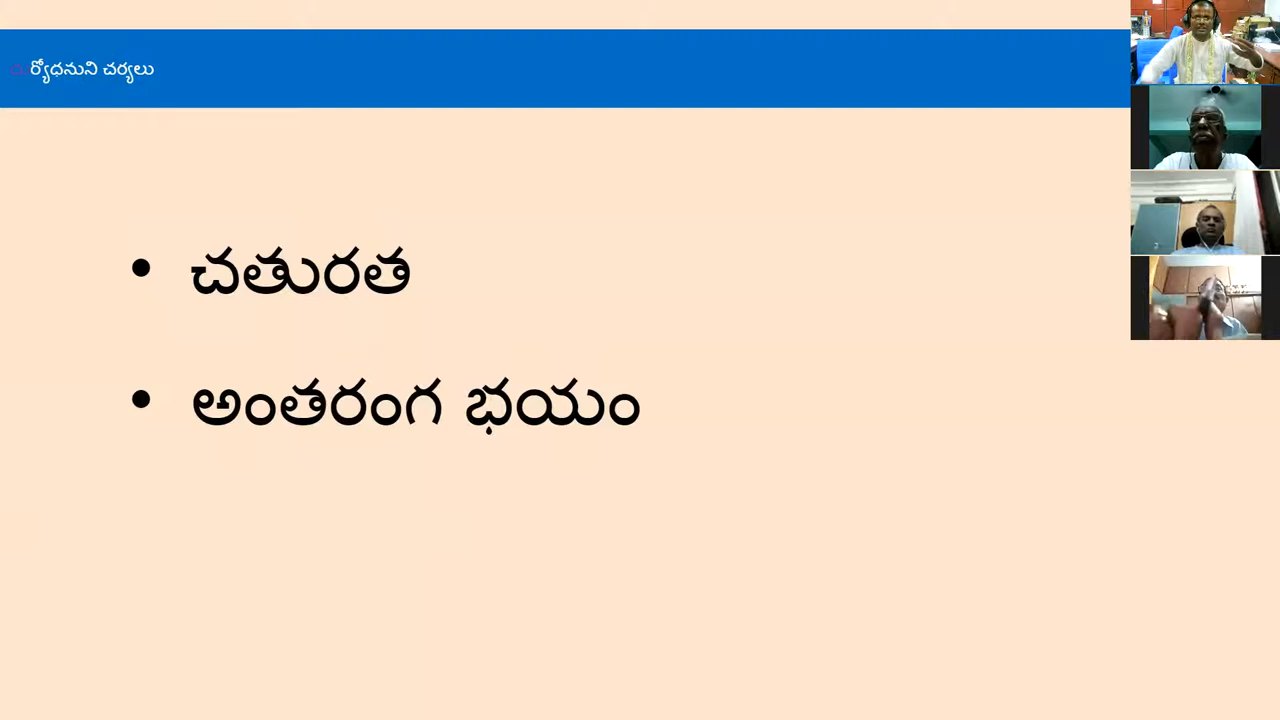 దుర్యోధనుని చర్యలు
• చతురత
• అంతరంగ భయం